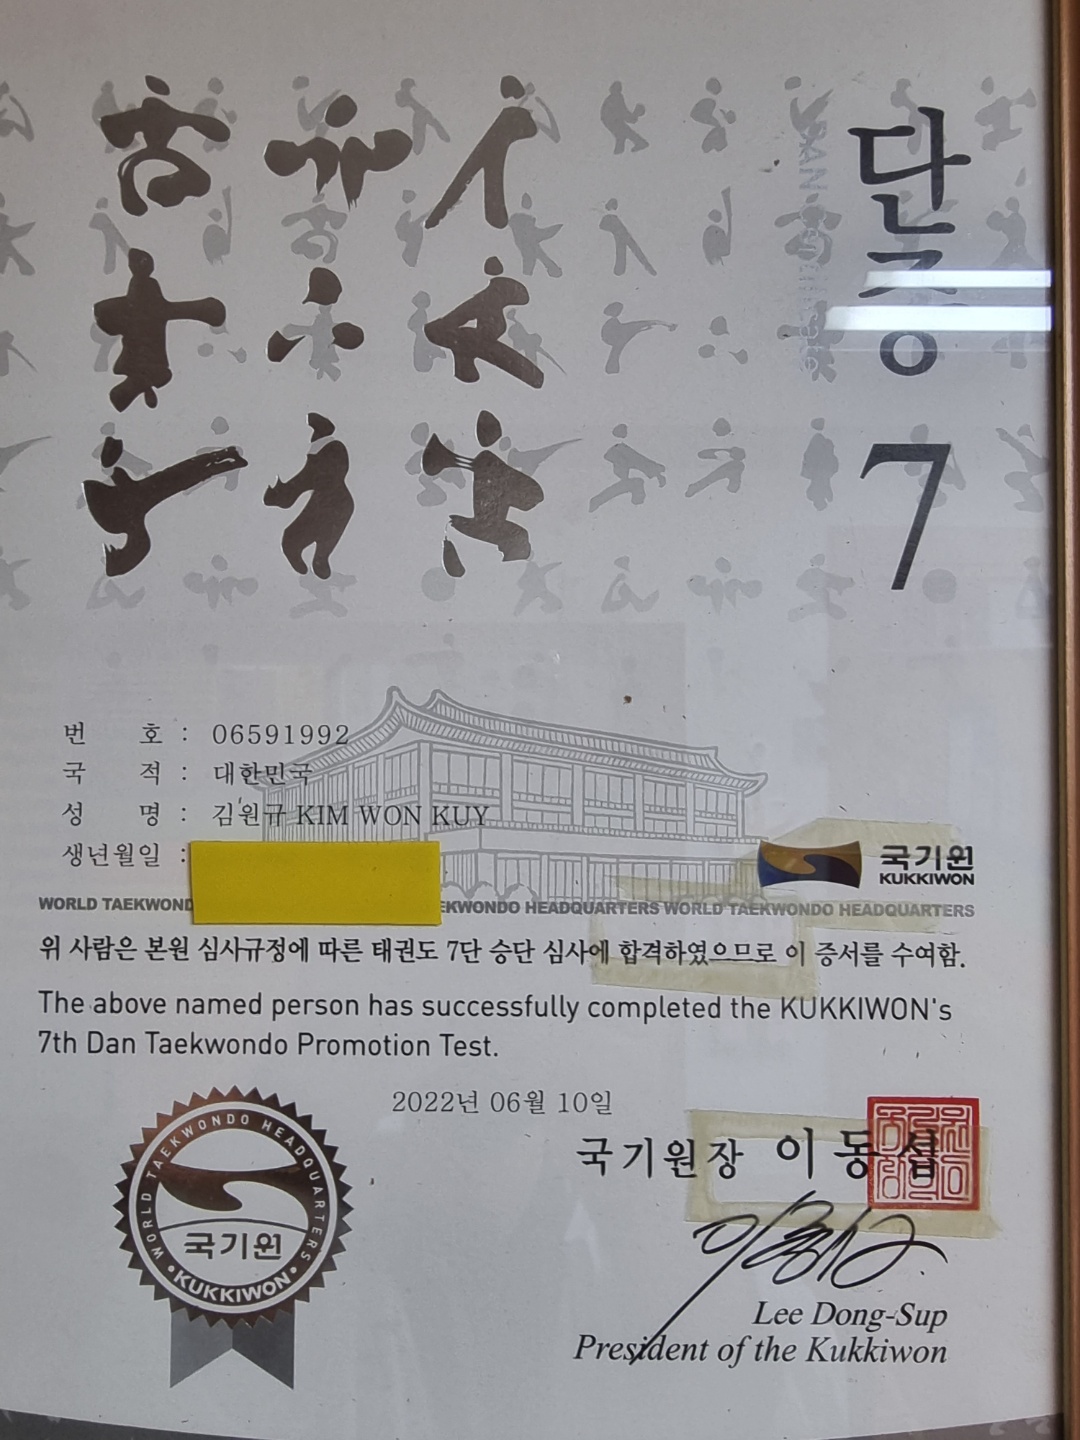 단증
7
번 호 : 06591992
국 적 : 대한민국
성 명 : 김원규 KIM WON KUY
생년월일 :
국기원
KUKKIWON
WORLD TAEKWOND EKWONDO HEADQUARTERS WORLD TAEKWONDO HEADQUARTERS
위 사람은 본원 심사규정에 따른 태권도 7단 승단 심사에 합격하였으므로 이 증서를 수여함.
The above named person has successfully completed the KUKKIWON's
7th Dan Taekwondo Promotion Test.
2022년 06월 10일
국기원장 이동섭
WORLD TAEKWONDO HEADQUARTERS
국기원
KUKKIWON
Lee Dong-Sup
President of the Kukkiwon